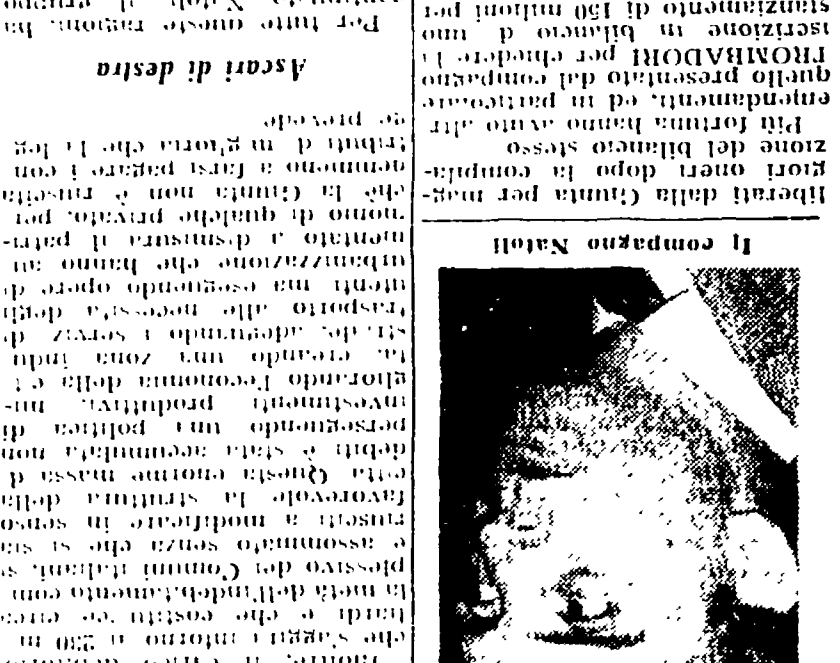 Il compagno Natoli
liberati dalla Giunta per mag-
giori oneri dopo la compila-
zione del bilancio stesso
Più fortuna hanno avuto altri
emendamenti, ed in particolare
quello presentato dal compagno
TROMBADORI per chiedere l
iscrizione in bilancio d uno
stanziamento di 150 milioni per
che s'aggira intorno a 230 m
liardi e che costituisce circa
la metà dell'indebitamento com-
plessivo dei Comuni italiani, si
è assommato senza che si sia
riusciti a modificare in senso
favorevole la struttura della
città Questa enorme massa d
debiti è stata accumulata non
perseguendo una politica di
investimenti produttivi, mi-
gliorando l'economia della cit
tà, creando una zona indu
striale, adeguando i servizi di
trasporto alle necessità degli
utenti ma eseguendo opere di
urbanizzazione che hanno au
mentato a dismisura il patri-
monio di qualche privato, per
chè la Giunta non è riuscita
nemmeno a farsi pagare i con
tributi d miglioria che la leg
ge prevede
Ascari di destra
Per tutte queste ragioni, ha
Natoli, il gruppo